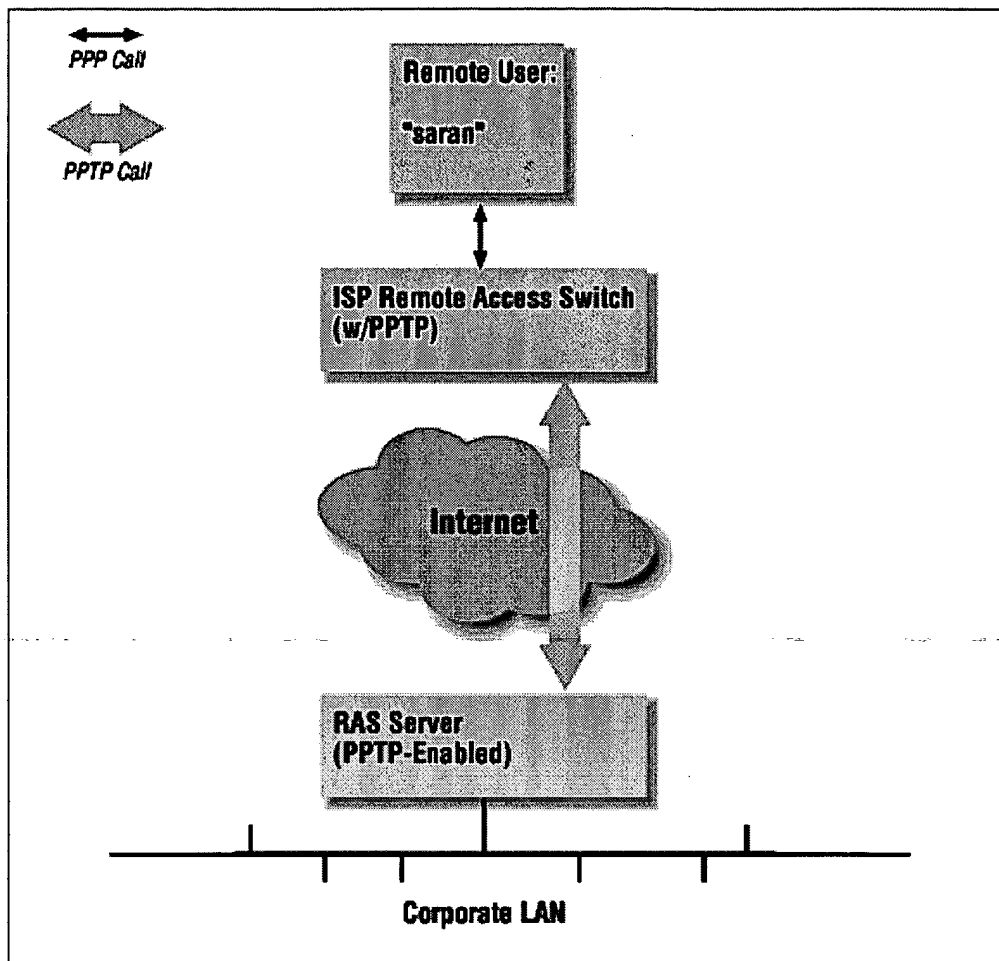 PPP Call
PPTP Call
Remote User:
"saran"
ISP Remote Access Switch
(w/PPTP)
Internet
RAS Server
(PPTP-Enabled)
Corporate LAN